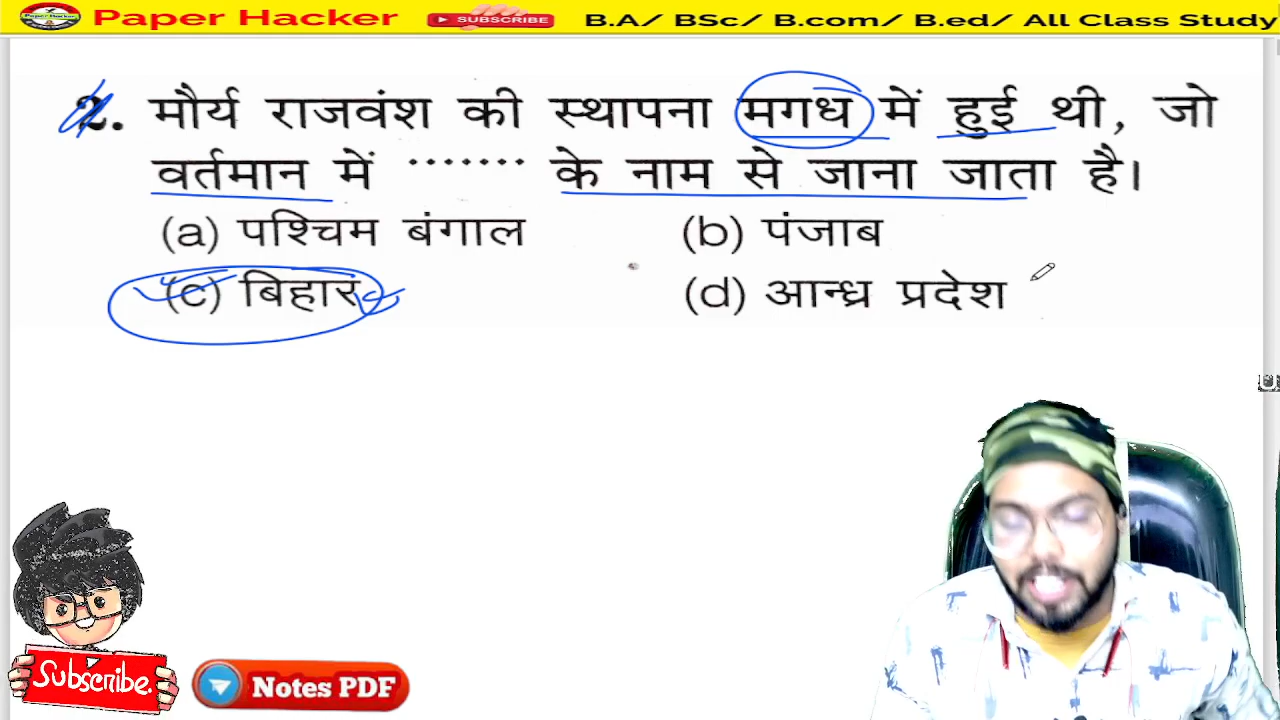 Paper Hacker SUBSCRIBE B.A/ BSc/ B.com/ B.ed/ All Class Study
2. मौर्य राजवंश की स्थापना मगध में हुई थी, जो
वर्तमान में ....... के नाम से जाना जाता है।
(a) पश्चिम बंगाल (b) पंजाब
(c) बिहार (d) आन्ध्र प्रदेश
Subscribe.
Notes PDF